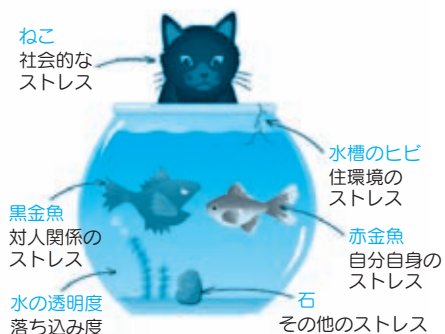 ねこ
社会的な
ストレス
水槽のヒビ
住環境の
ストレス
黒金魚
対人関係の
ストレス
赤金魚
自分自身の
ストレス
水の透明度
落ち込み度
石
その他のストレス